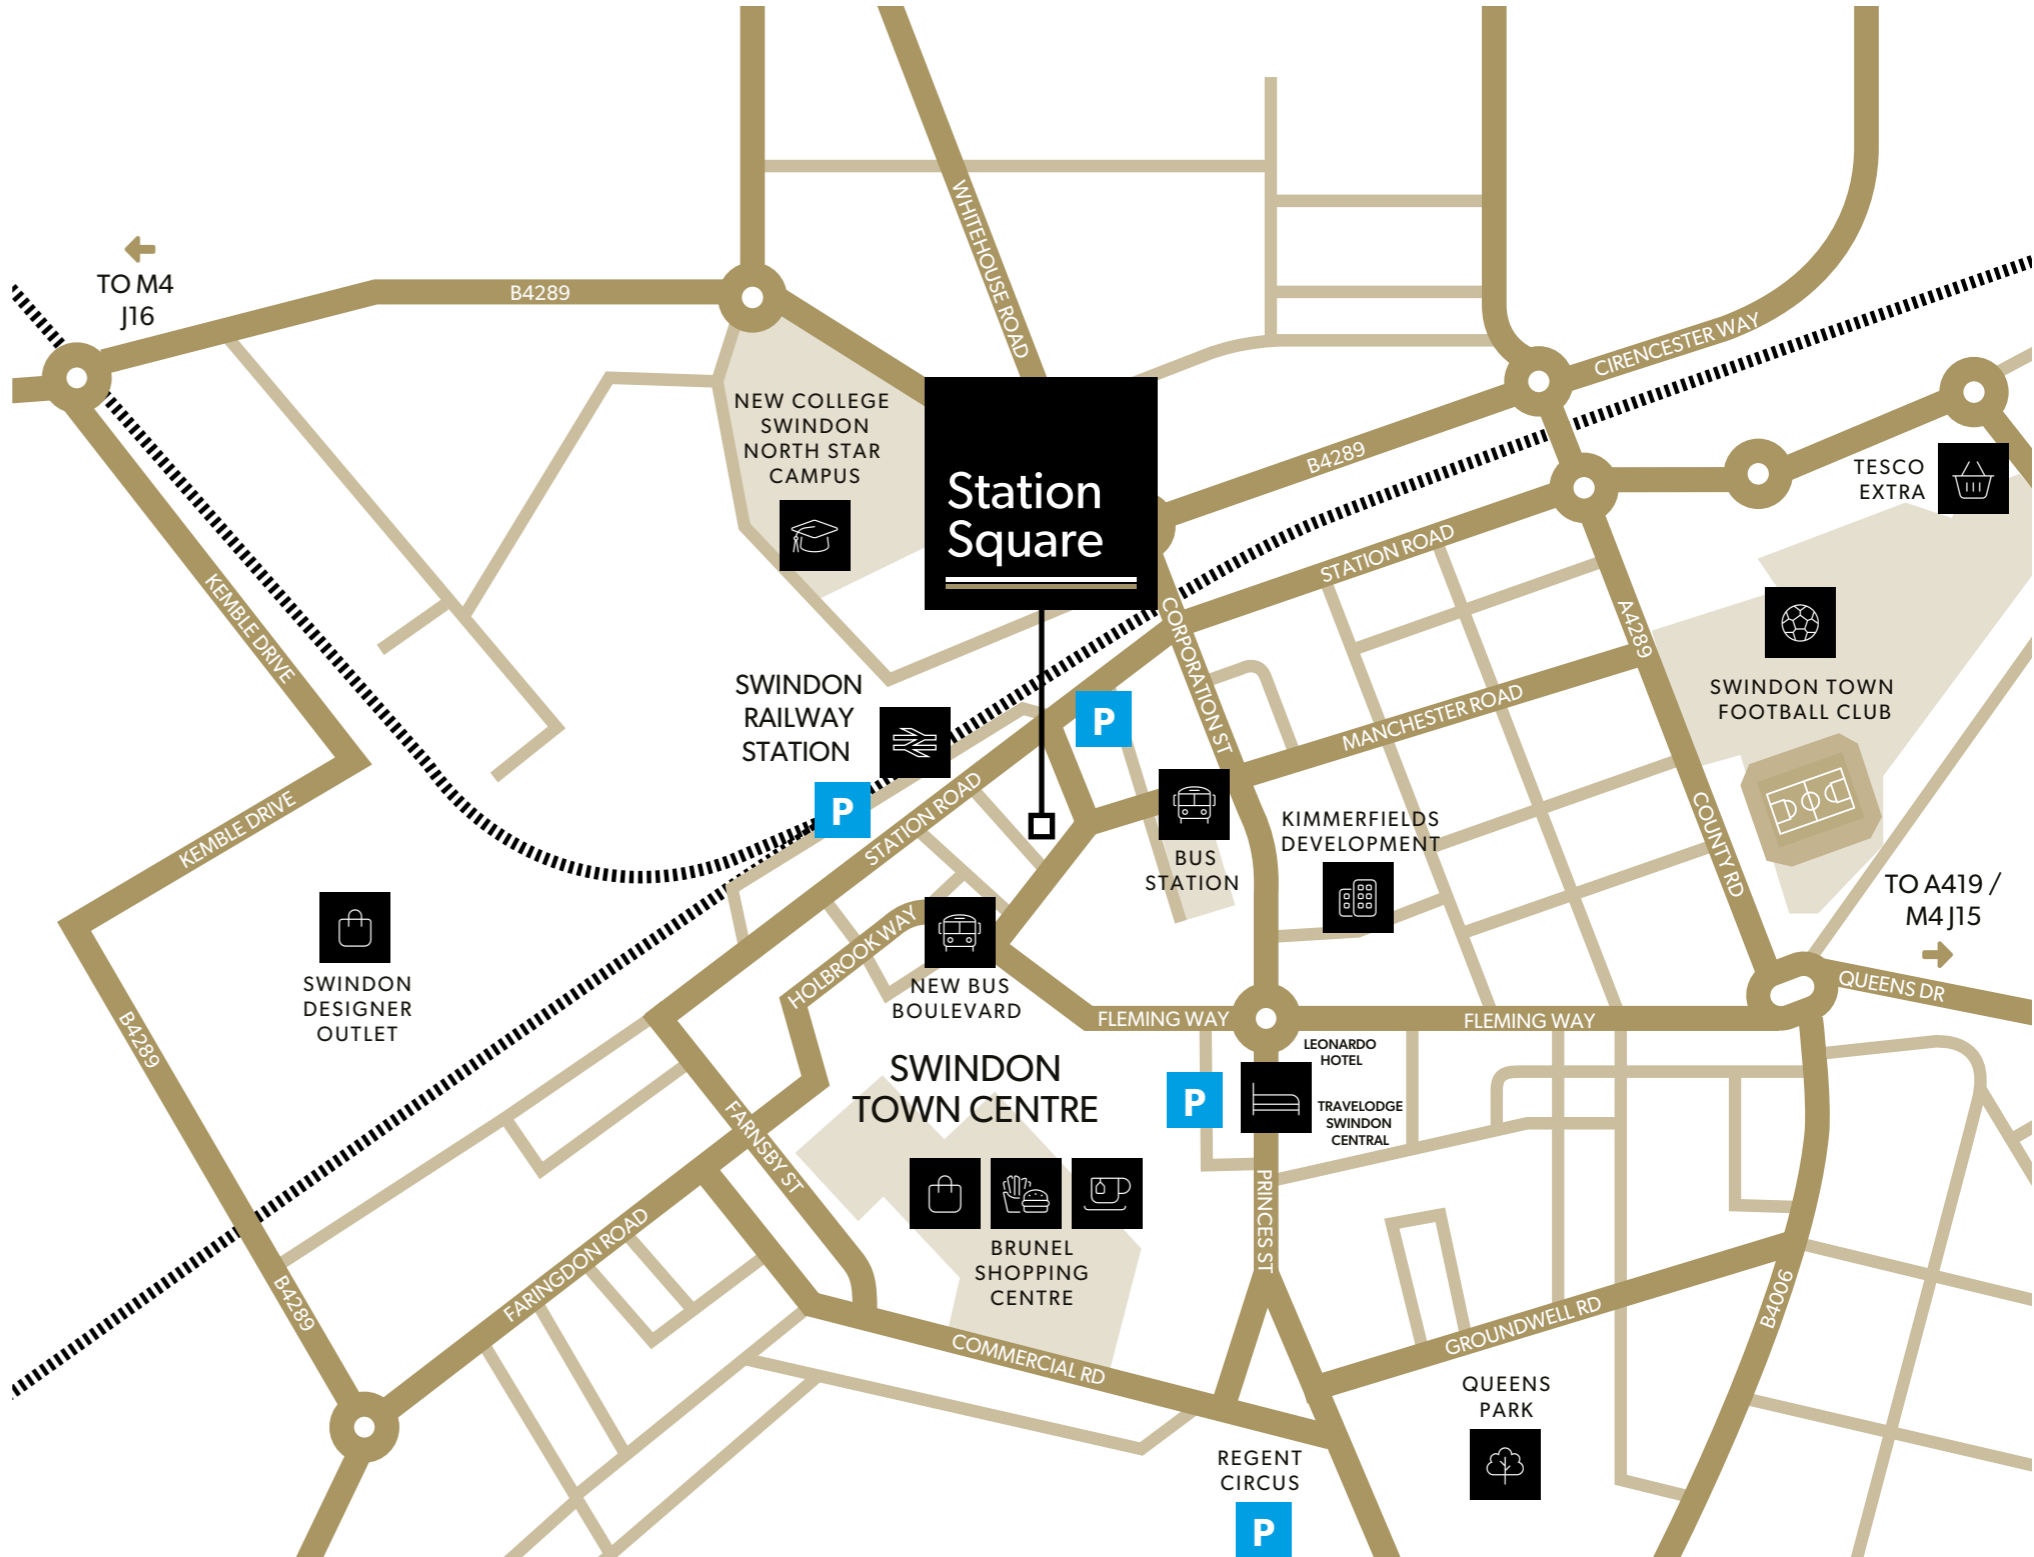 WHITEHOUSE ROAD
TO M4
J16
B4289
CIRENCESTER WAY
NEW COLLEGE
SWINDON
NORTH STAR
CAMPUS
Station
Square
B4289
TESCO
EXTRA
STATION ROAD
KEMBLE DRIVE
CORPORATION ST
A4289
SWINDON
RAILWAY
STATION
P
SWINDON TOWN
FOOTBALL CLUB
MANCHESTER ROAD
P
STATION ROAD
KEMBLE DRIVE
KIMMERFIELDS
DEVELOPMENT
BUS
STATION
COUNTY RD
TO A419 /
M4 J15
HOLBROOK WAY
SWINDON
DESIGNER
OUTLET
NEW BUS
BOULEVARD
QUEENS DR
B4289
FLEMING WAY
FLEMING WAY
LEONARDO
HOTEL
SWINDON
TOWN CENTRE
P
TRAVELODGE
SWINDON
CENTRAL
FARNSBY ST
PRINCES ST
BRUNEL
SHOPPING
CENTRE
FARINGDON ROAD
B4289
B4006
GROUNDWELL RD
COMMERCIAL RD
QUEENS
PARK
REGENT
CIRCUS
P